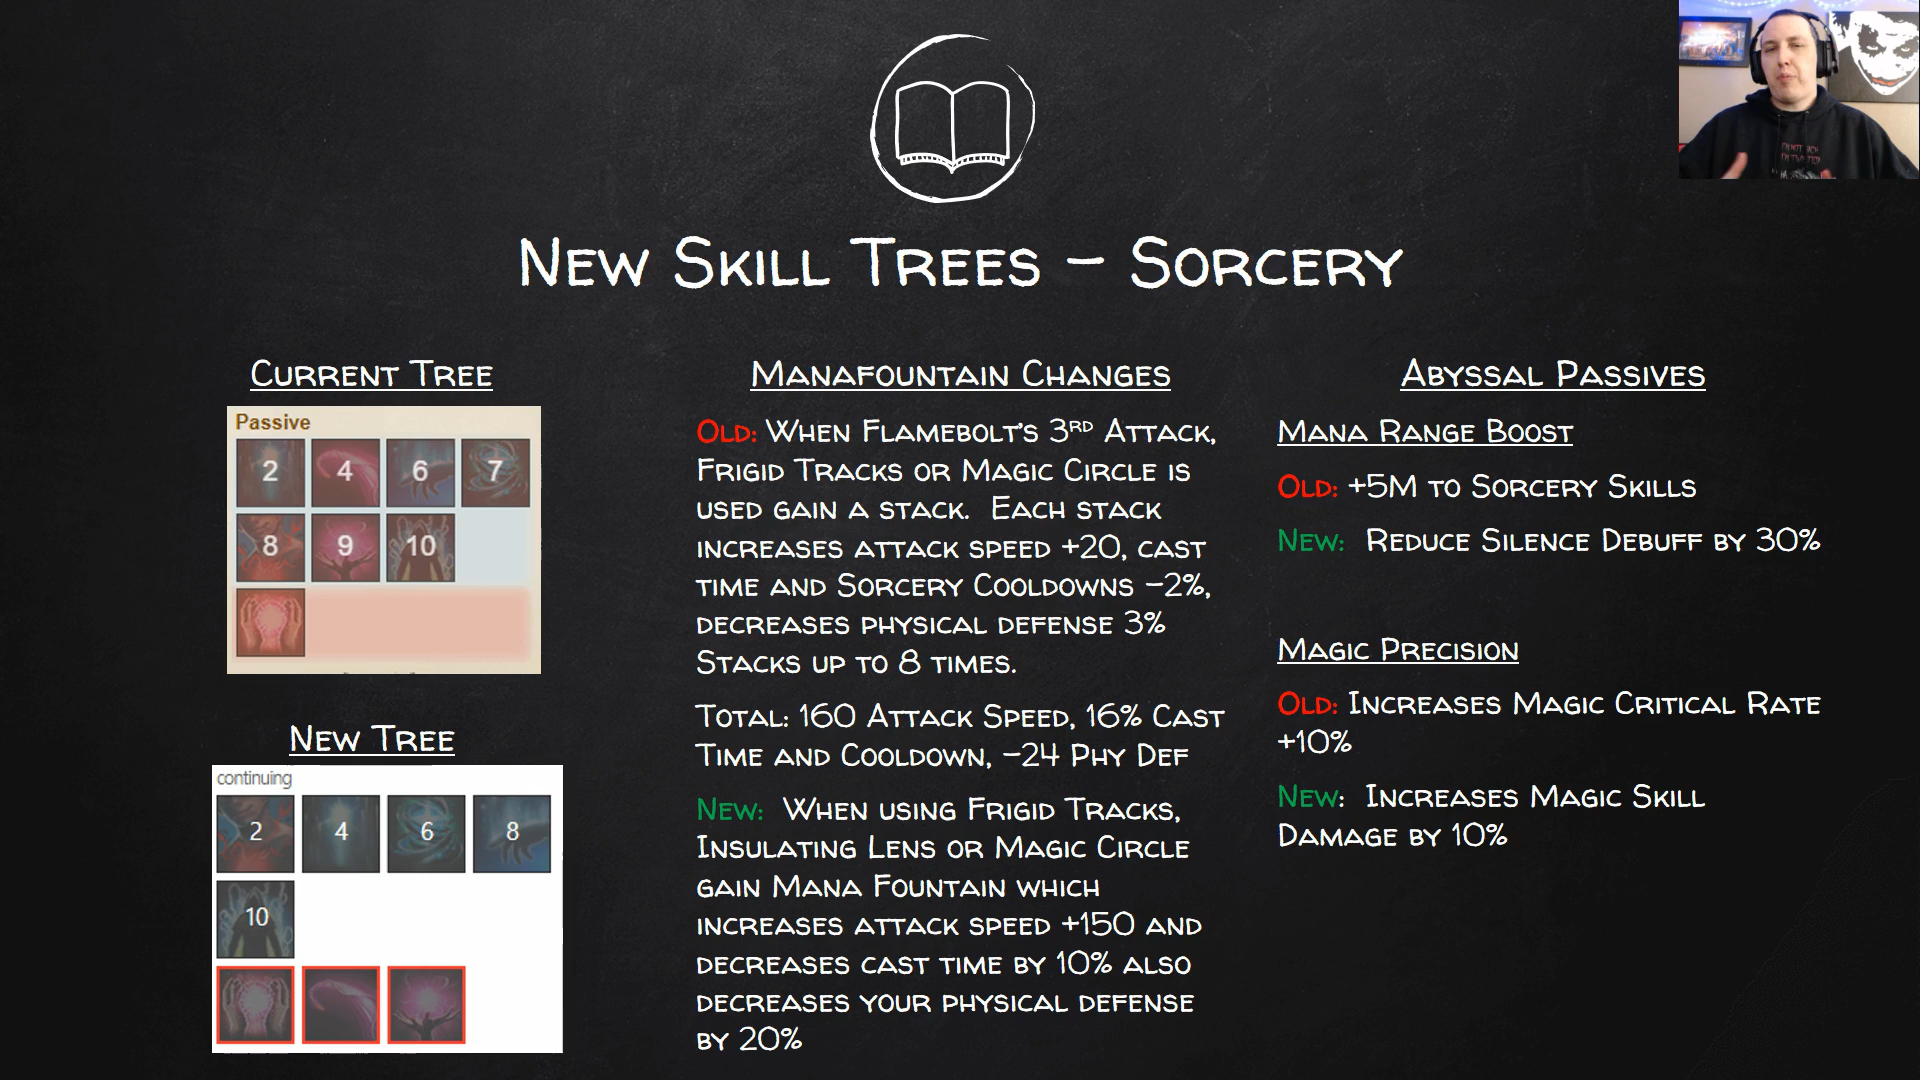 New Skill Trees – Sorcery
Current Tree
Passive
2 4 6 7
8 9 10
New Tree
continuing
2 4 6 8
10
Manafountain Changes
Old: When Flamebolt's 3rd Attack,
Frigid Tracks or Magic Circle is
used gain a stack. Each stack
increases attack speed +20, cast
time and Sorcery Cooldowns -2%,
decreases physical defense 3%
Stacks up to 8 times.
Total: 160 Attack Speed, 16% Cast
Time and Cooldown, -24 Phy Def
New: When using Frigid Tracks,
Insulating Lens or Magic Circle
gain Mana Fountain which
increases attack speed +150 and
decreases cast time by 10% also
decreases your physical defense
by 20%
Abyssal Passives
Mana Range Boost
Old: +5m to Sorcery Skills
New: Reduce Silence Debuff by 30%
Magic Precision
Old: Increases Magic Critical Rate
+10%
New: Increases Magic Skill
Damage by 10%